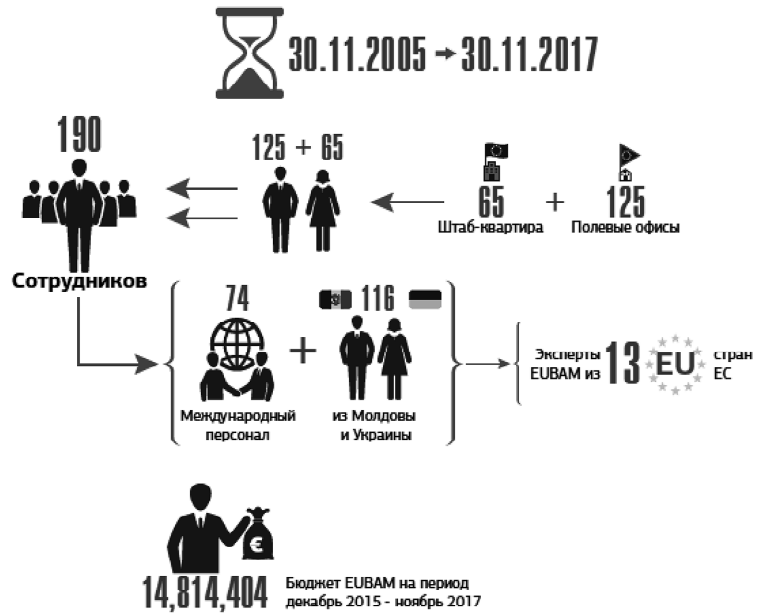 30.11.2005 → 30.11.2017
190
125 + 65
65 + 125
Штаб-квартира
Полевые офисы
Сотрудников
74 + 116
Международный
персонал
из Молдовы
и Украины
Эксперты
EUBAM из
13
EU
стран
ЕС
€
14,814,404
Бюджет EUBAM на период
декабрь 2015 - ноябрь 2017